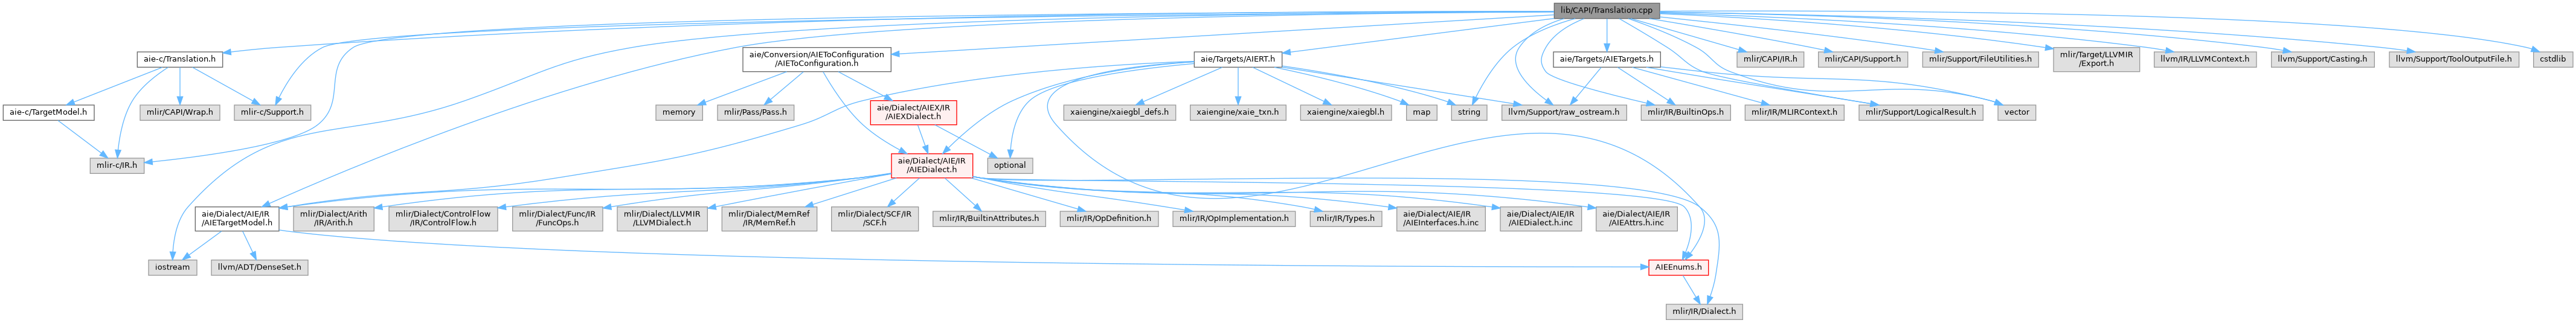 lib/CAPI/Translation.cpp
aie-c/Translation.h
aie/Conversion/AIEToConfiguration
/AIEToConfiguration.h
aie/Targets/AIERT.h
aie/Targets/AIETargets.h
mlir/CAPI/IR.h
mlir/CAPI/Support.h
mlir/Support/FileUtilities.h
mlir/Target/LLVMIR
/Export.h
llvm/IR/LLVMContext.h
llvm/Support/Casting.h
llvm/Support/ToolOutputFile.h
cstdlib
aie-c/TargetModel.h
mlir/CAPI/Wrap.h
mlir-c/Support.h
memory
mlir/Pass/Pass.h
aie/Dialect/AIEX/IR
/AIEXDialect.h
xaiengine/xaiegbl_defs.h
xaiengine/xaie_txn.h
xaiengine/xaiegbl.h
map
string
llvm/Support/raw_ostream.h
mlir/IR/BuiltinOps.h
mlir/IR/MLIRContext.h
mlir/Support/LogicalResult.h
vector
mlir-c/IR.h
aie/Dialect/AIE/IR
/AIEDialect.h
optional
aie/Dialect/AIE/IR
/AIETargetModel.h
mlir/Dialect/Arith
/IR/Arith.h
mlir/Dialect/ControlFlow
/IR/ControlFlow.h
mlir/Dialect/Func/IR
/FuncOps.h
mlir/Dialect/LLVMIR
/LLVMDialect.h
mlir/Dialect/MemRef
/IR/MemRef.h
mlir/Dialect/SCF/IR
/SCF.h
mlir/IR/BuiltinAttributes.h
mlir/IR/OpDefinition.h
mlir/IR/OpImplementation.h
mlir/IR/Types.h
aie/Dialect/AIE/IR
/AIEInterfaces.h.inc
aie/Dialect/AIE/IR
/AIEDialect.h.inc
aie/Dialect/AIE/IR
/AIEAttrs.h.inc
iostream
llvm/ADT/DenseSet.h
AIEEnums.h
mlir/IR/Dialect.h